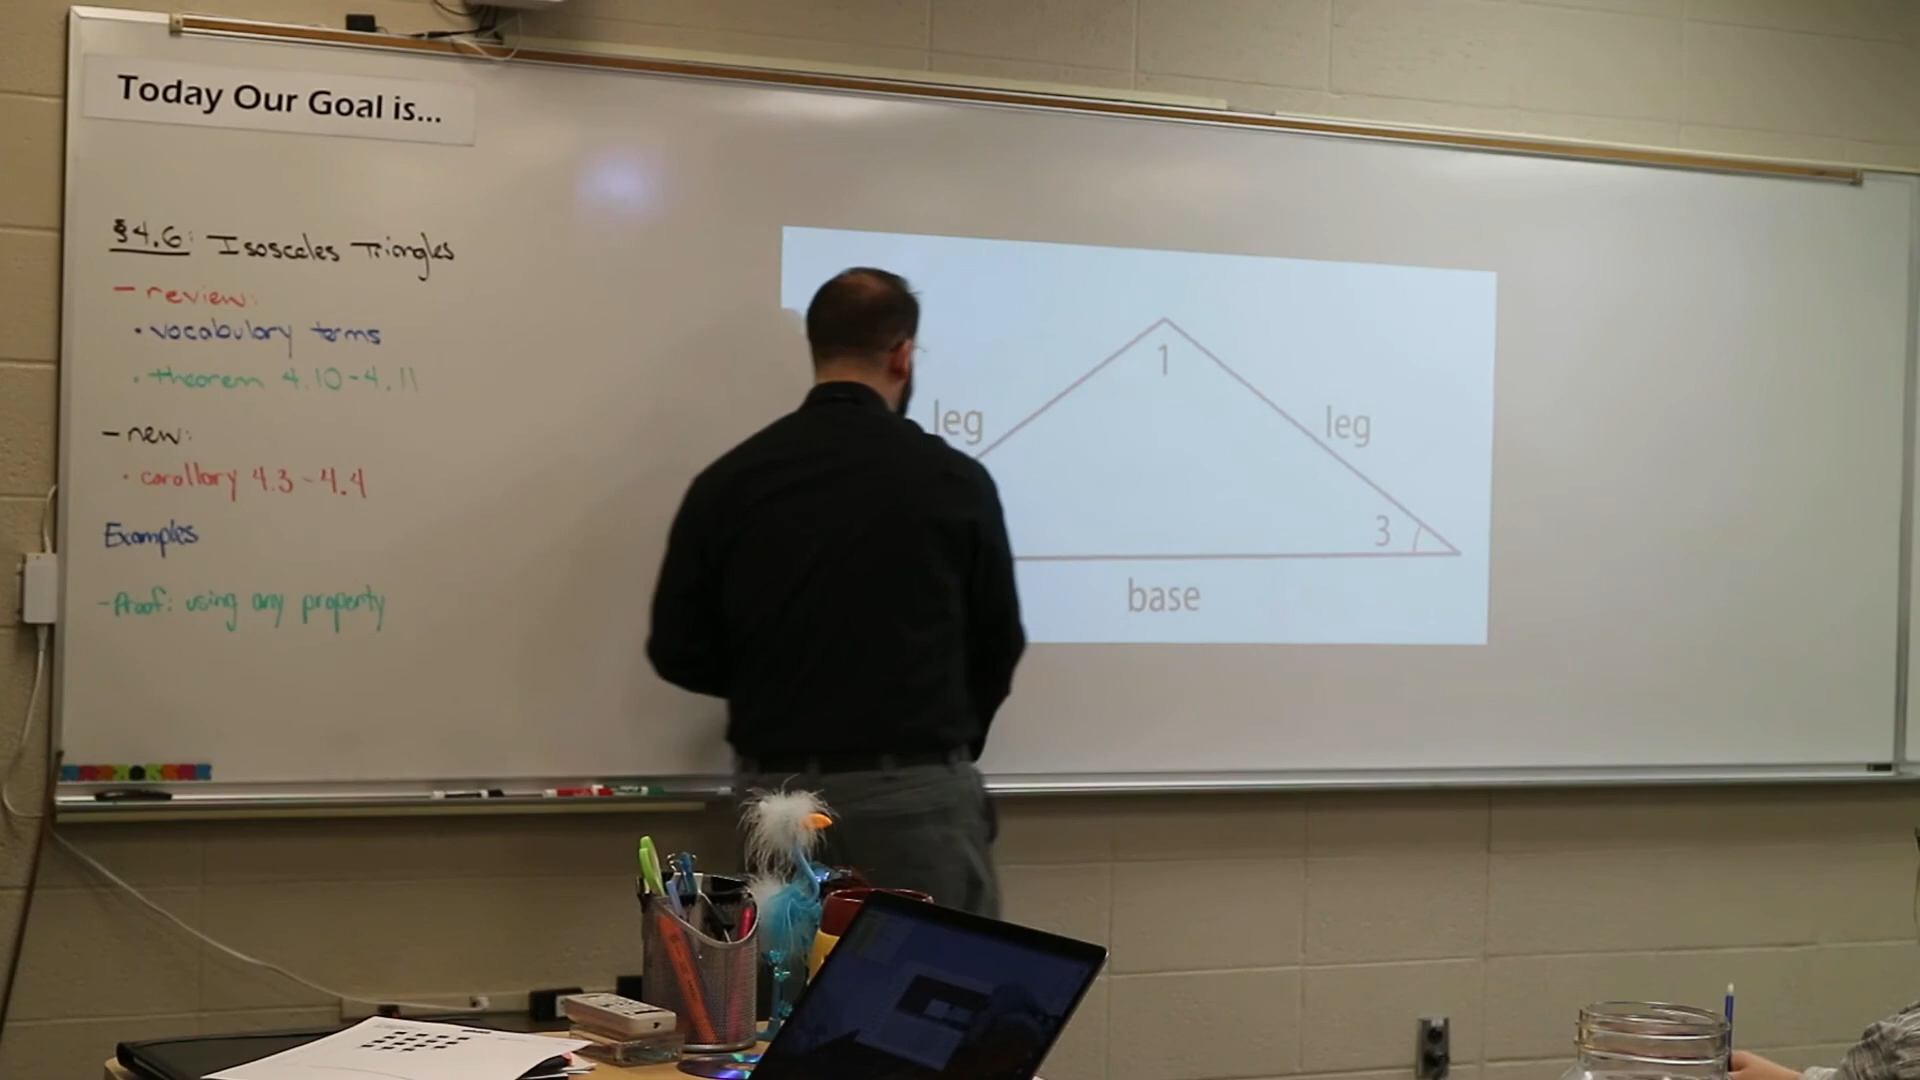 Today Our Goal is...
§4.6: Isosceles Triangles
- review:
• vocabulary terms
• theorem 4.10-4.11
- new:
• corollary 4.3-4.4
Examples
- Proof: using any property
1
leg
leg
3
base